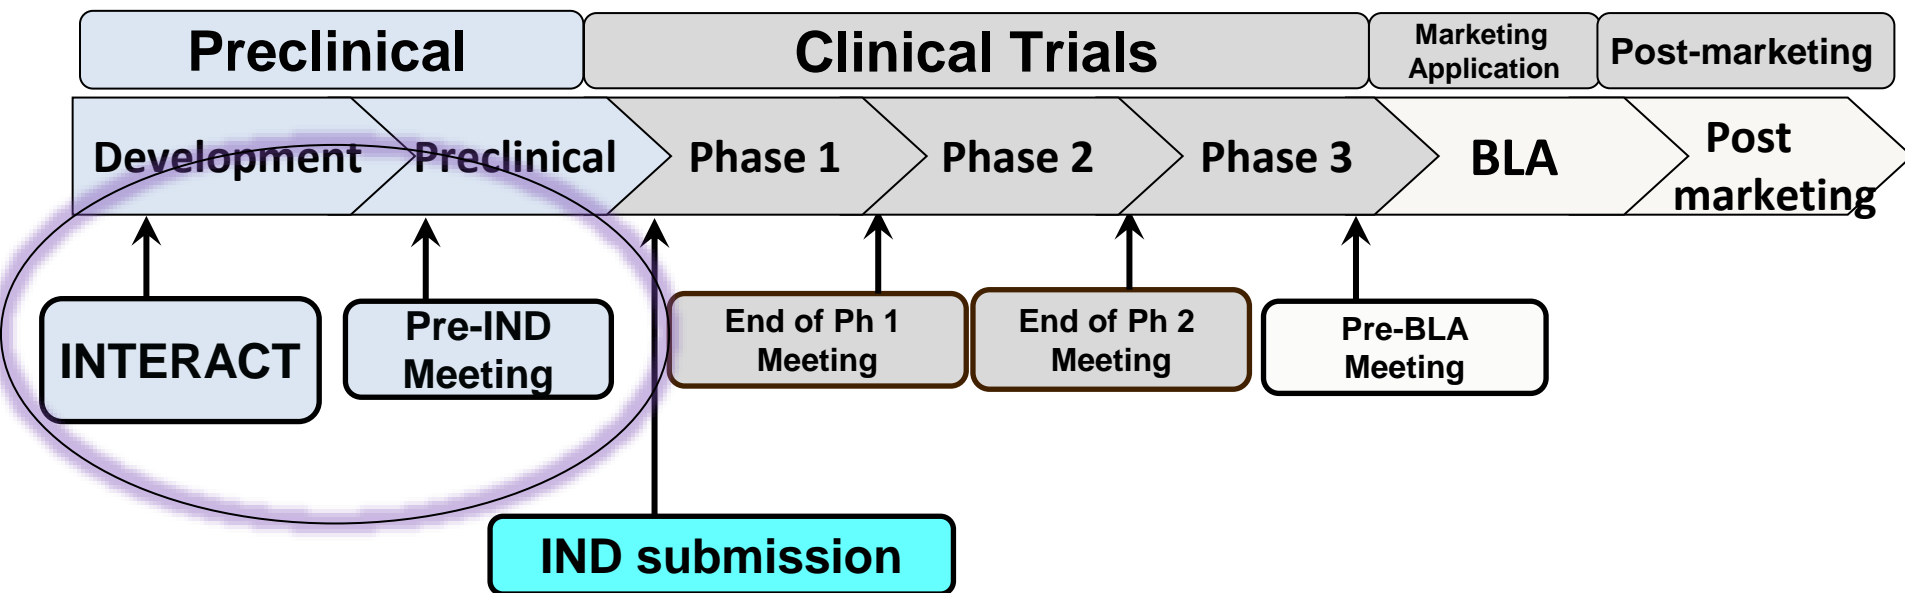 Preclinical
Clinical Trials
Marketing
Application
Post-marketing
Development
Preclinical
Phase 1
Phase 2
Phase 3
BLA
Post
marketing
INTERACT
Pre-IND
Meeting
End of Ph 1
Meeting
End of Ph 2
Meeting
Pre-BLA
Meeting
IND submission